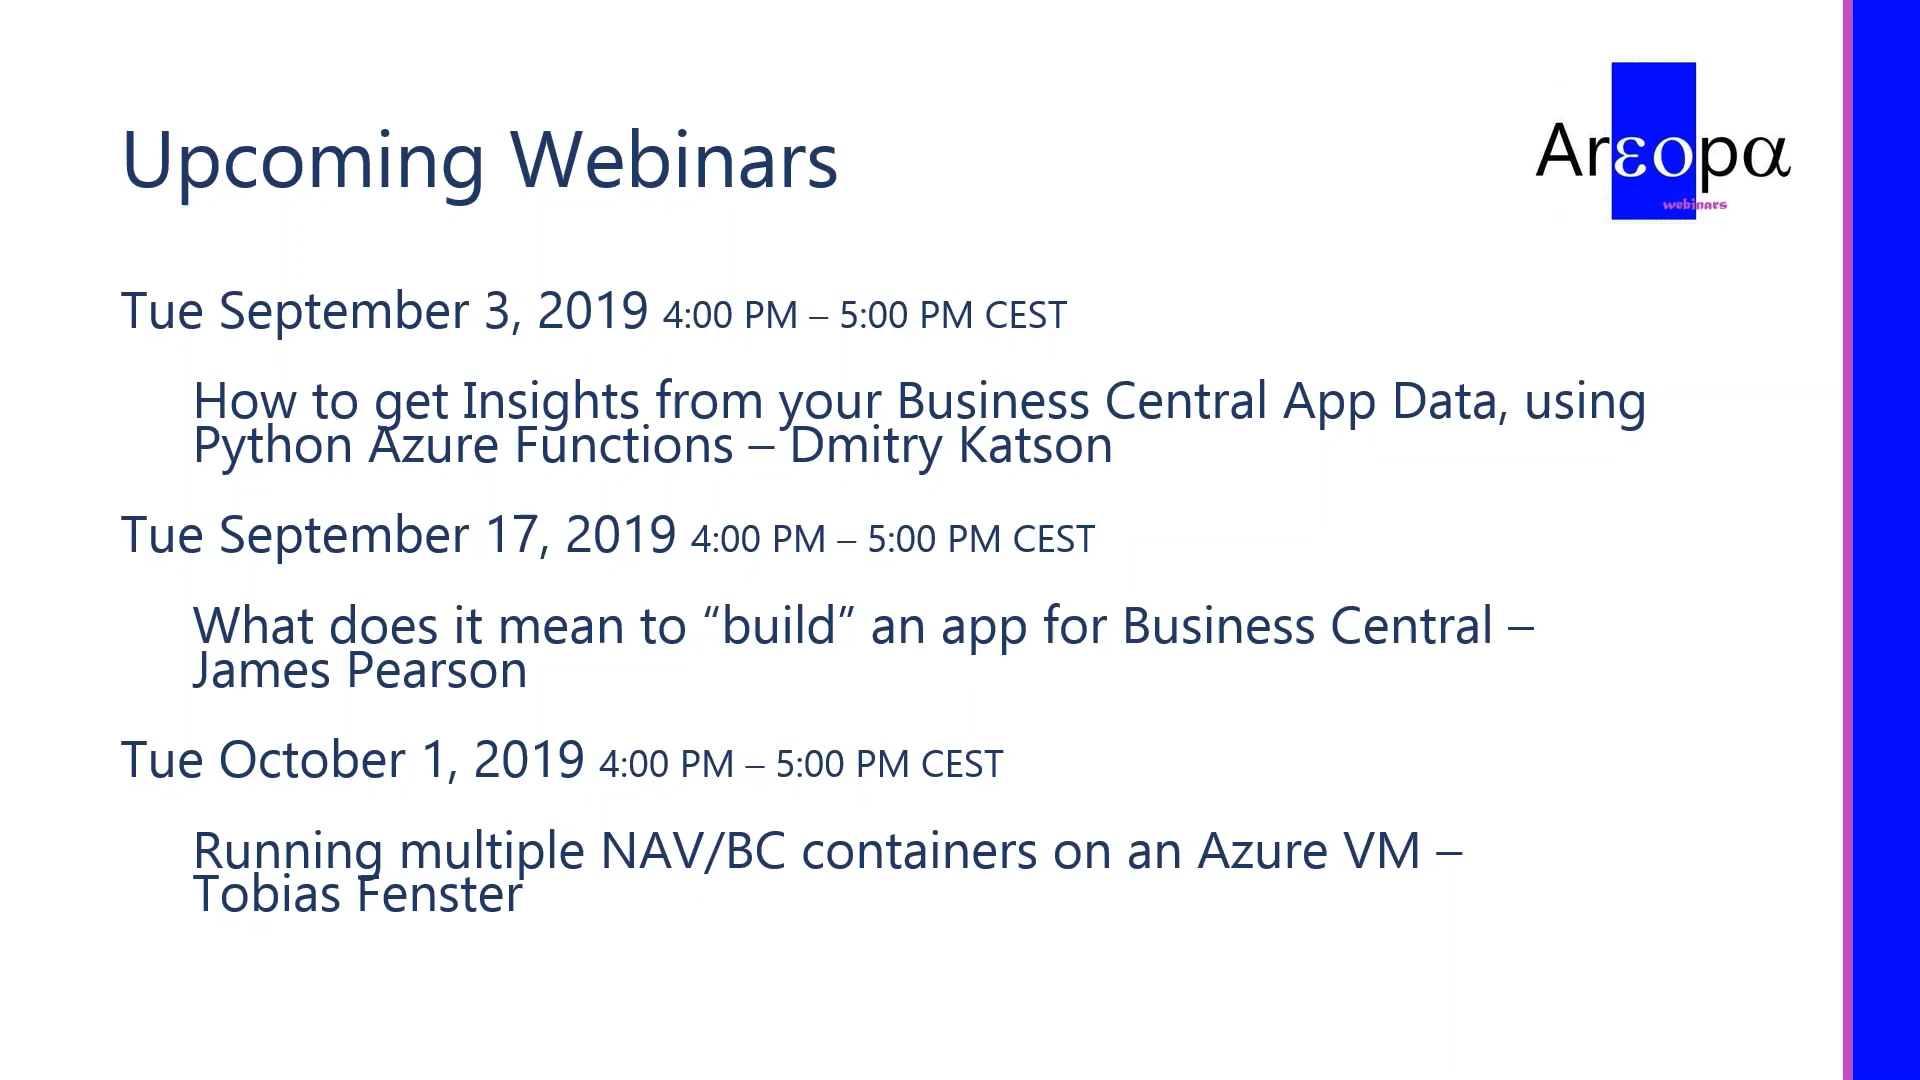 Upcoming Webinars
Arεopα
webinars
Tue September 3, 2019 4:00 PM – 5:00 PM CEST
How to get Insights from your Business Central App Data, using
Python Azure Functions – Dmitry Katson
Tue September 17, 2019 4:00 PM – 5:00 PM CEST
What does it mean to “build” an app for Business Central –
James Pearson
Tue October 1, 2019 4:00 PM – 5:00 PM CEST
Running multiple NAV/BC containers on an Azure VM –
Tobias Fenster